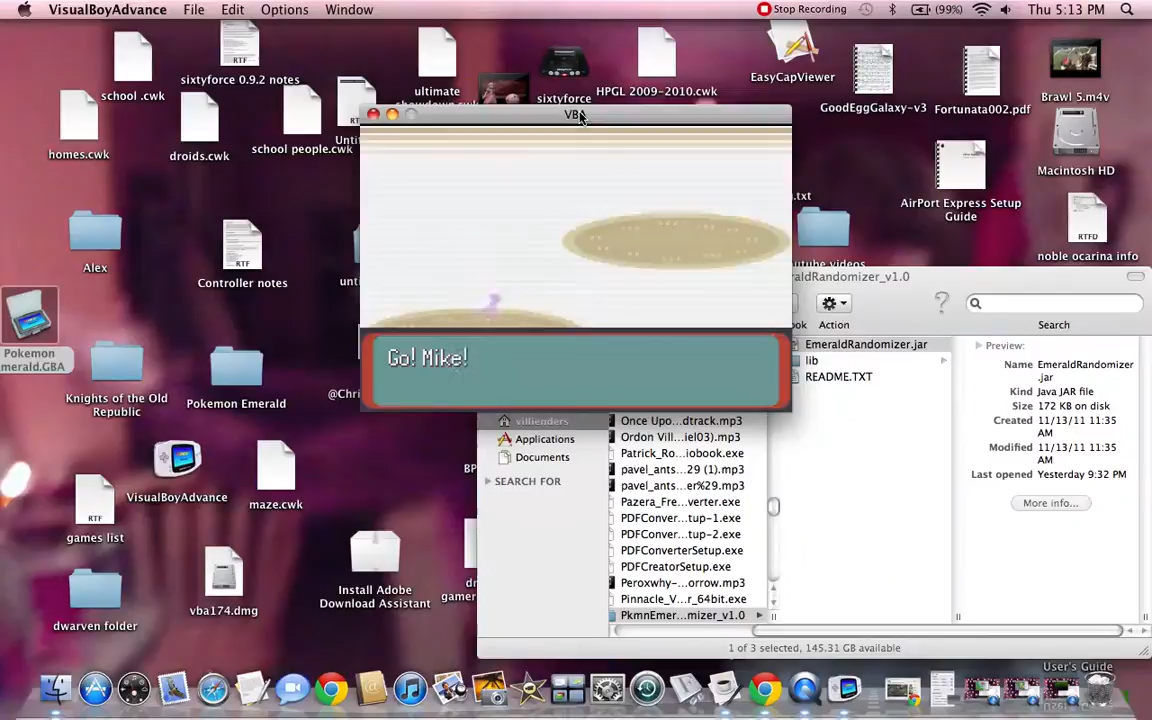 VisualBoyAdvance File Edit Options Window
Stop Recording (99%) Thu 5:13 PM
school .cwk
sixtyforce 0.9.2 notes
ultimate
sixtyforce
HPGL 2009-2010.cwk
EasyCapViewer
GoodEggGalaxy-v3
Fortunata002.pdf
Brawl 5.m4v
homes.cwk
droids.cwk
school people.cwk
Macintosh HD
AirPort Express Setup
Guide
noble ocarina info
Alex
Controller notes
Go! Mike!
Pokemon
merald.GBA
Knights of the Old
Republic
Pokemon Emerald
VisualBoyAdvance
maze.cwk
games list
Install Adobe
Download Assistant
vba174.dmg
dwarven folder
eraldRandomizer_v1.0
ook Action
Search
EmeraldRandomizer.jar
lib
README.TXT
Preview:
Name EmeraldRandomizer
.jar
Kind Java JAR file
Size 172 KB on disk
Created 11/13/11 11:35
AM
Modified 11/13/11 11:35
AM
Last opened Yesterday 9:32 PM
More info...
villienders
Applications
Documents
SEARCH FOR
Once Upo...dtrack.mp3
Ordon Vill...iel03).mp3
Patrick_Ro...iobook.exe
pavel_ants...29 (1).mp3
pavel_ants...er%29.mp3
Pazera_Fre...verter.exe
PDFConver...tup-1.exe
PDFConver...tup-2.exe
PDFConverterSetup.exe
PDFCreatorSetup.exe
Peroxwhy-...orrow.mp3
Pinnacle_V...r_64bit.exe
PkmnEmer...mizer_v1.0
1 of 3 selected, 145.31 GB available
User's Guide